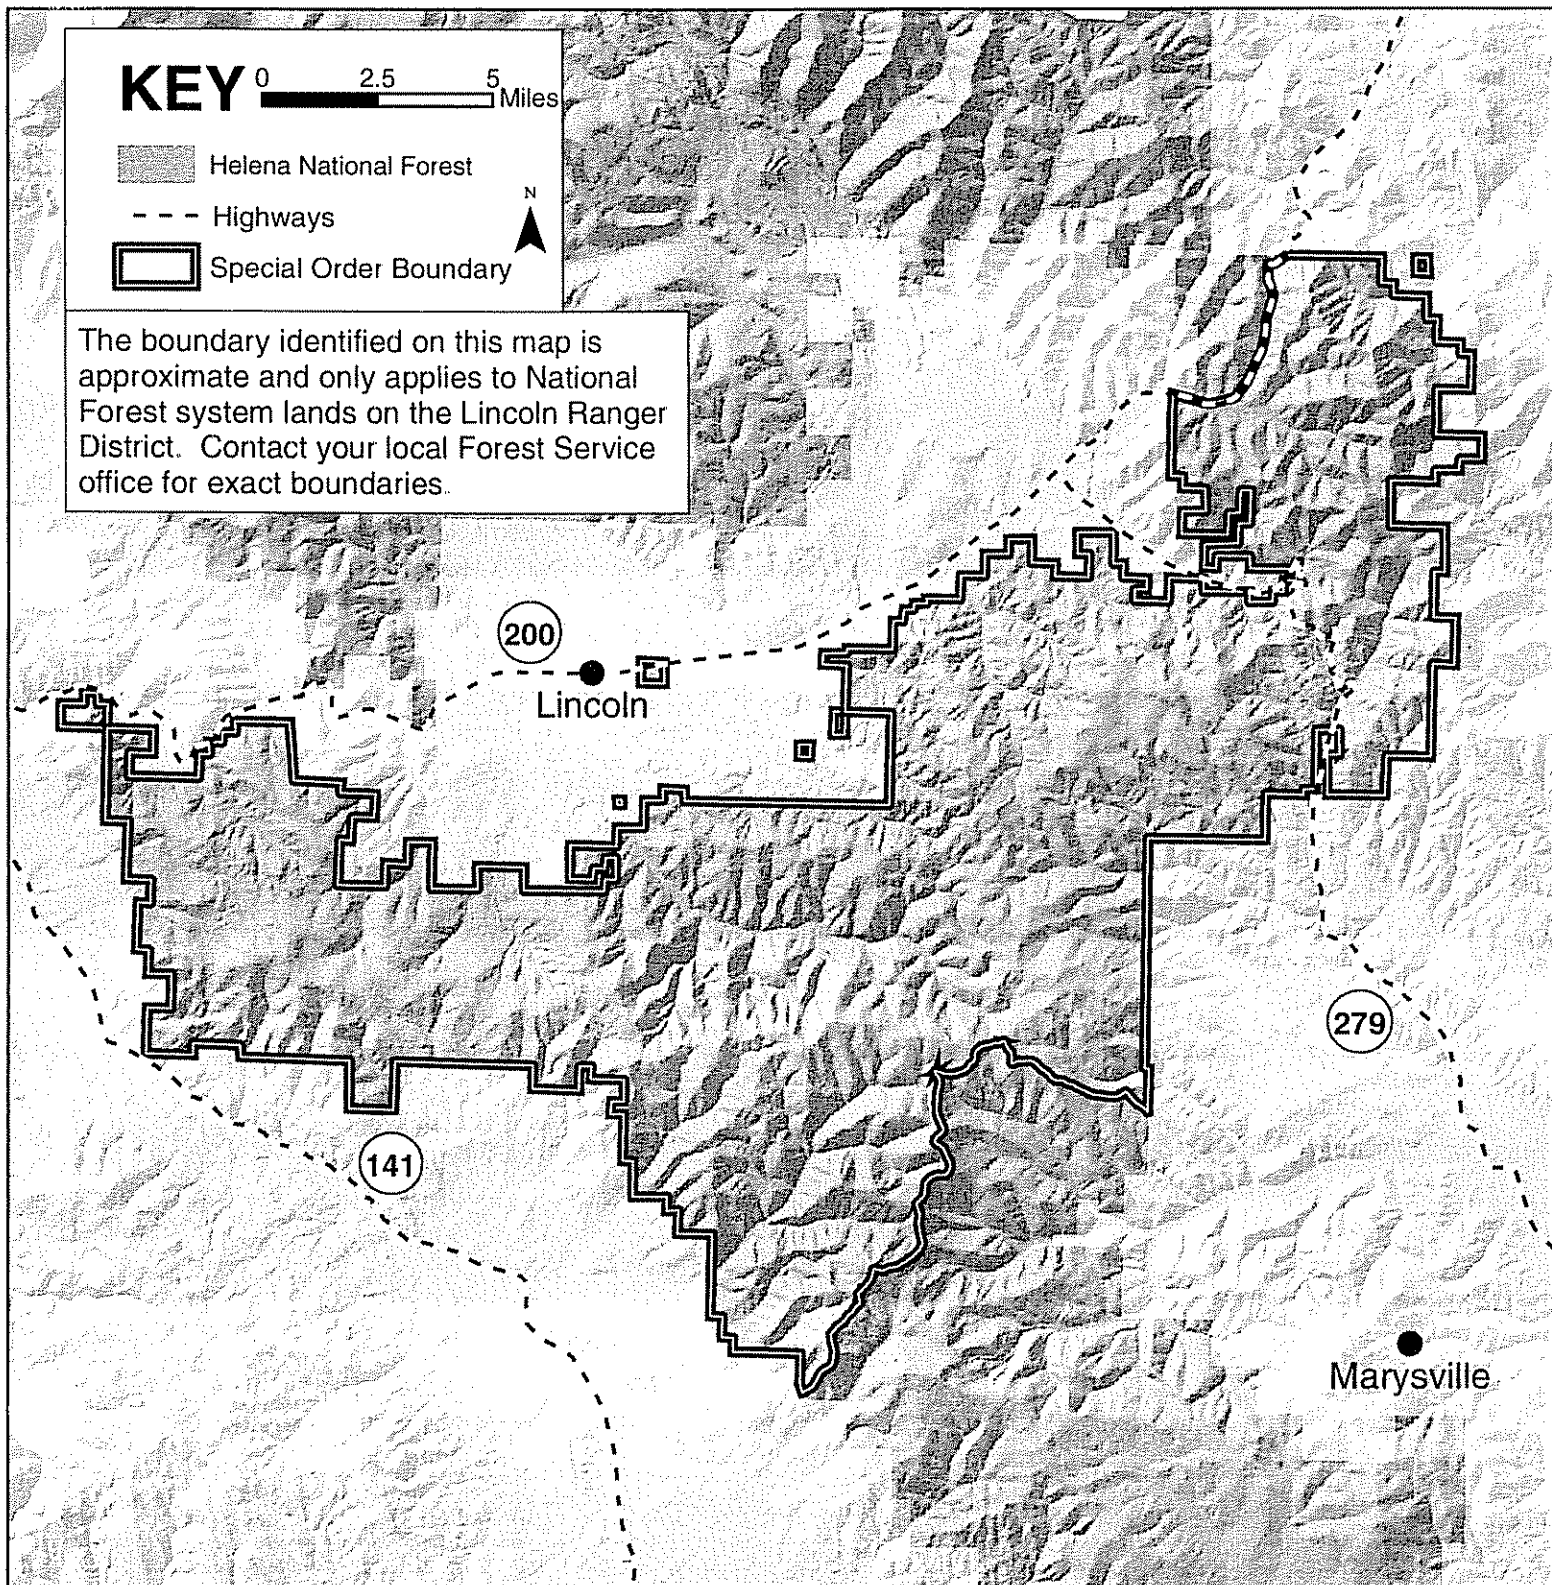 KEY 0 2.5 5 Miles
Helena National Forest
N
Highways
Special Order Boundary
The boundary identified on this map is
approximate and only applies to National
Forest system lands on the Lincoln Ranger
District. Contact your local Forest Service
office for exact boundaries.
200
Lincoln
279
141
Marysville